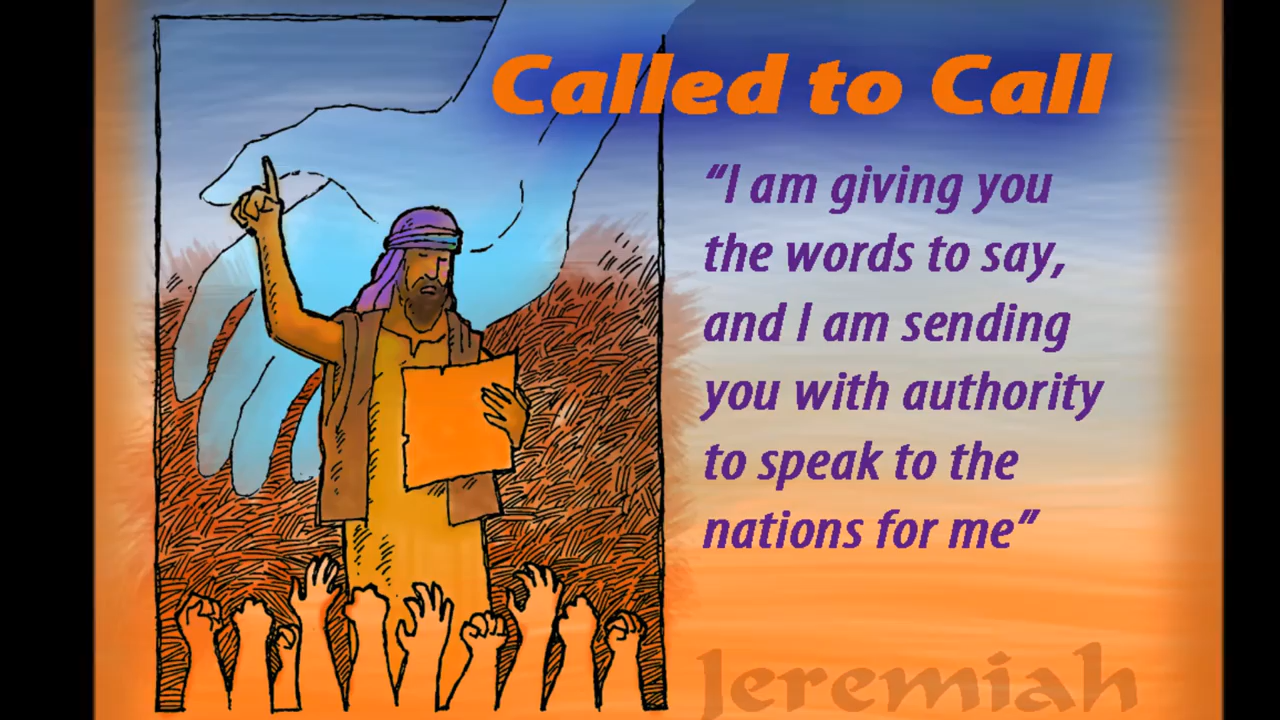 Called to Call
“I am giving you
the words to say,
and I am sending
you with authority
to speak to the
nations for me”
Jeremiah